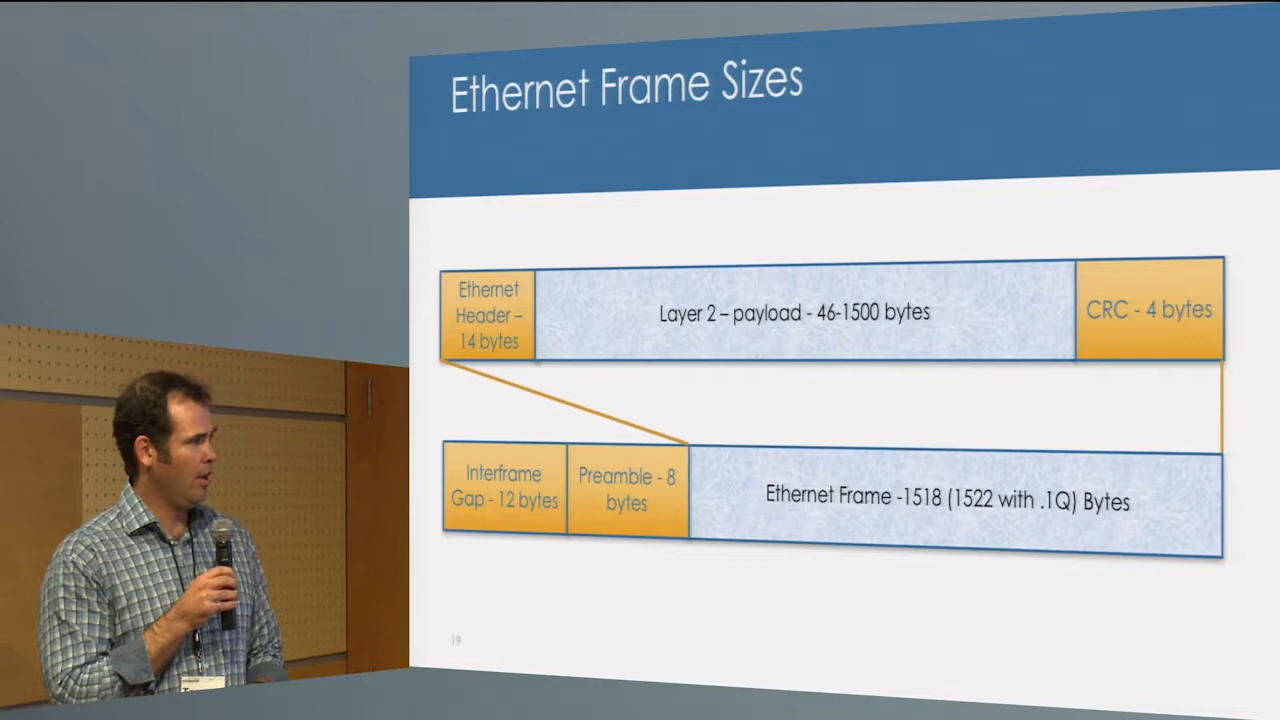 Ethernet Frame Sizes
Ethernet
Header –
14 bytes
Layer 2 – payload - 46-1500 bytes
CRC - 4 bytes
Interframe
Gap - 12 bytes
Preamble - 8
bytes
Ethernet Frame -1518 (1522 with .1Q) Bytes
19